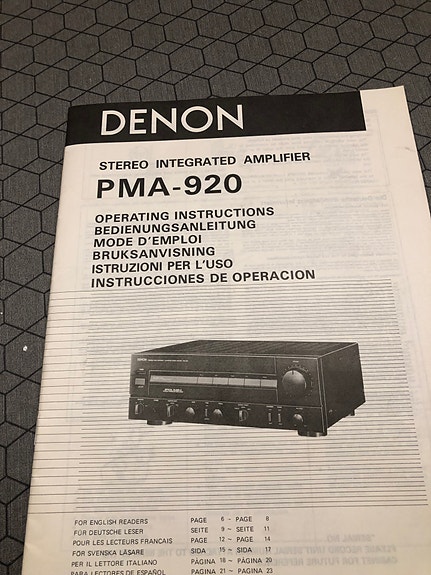 DENON
STEREO INTEGRATED AMPLIFIER
PMA-920
OPERATING INSTRUCTIONS
BEDIENUNGSANLEITUNG
MODE D'EMPLOI
BRUKSANVISNING
ISTRUZIONI PER L'USO
INSTRUCCIONES DE OPERACION
DENON
FOR ENGLISH READERS PAGE 6 ~ PAGE 8
FÜR DEUTSCHE LESER SEITE 9 ~ SEITE 11
POUR LES LECTEURS FRANCAIS PAGE 12 ~ PAGE 14
FÖR SVENSKA LÄSARE SIDA 15 ~ SIDA 17
PER IL LETTORE ITALIANO PAGINA 18 ~ PAGINA 20
PARA LECTORES DE ESPAÑOL PAGINA 21 ~ PAGINA 23